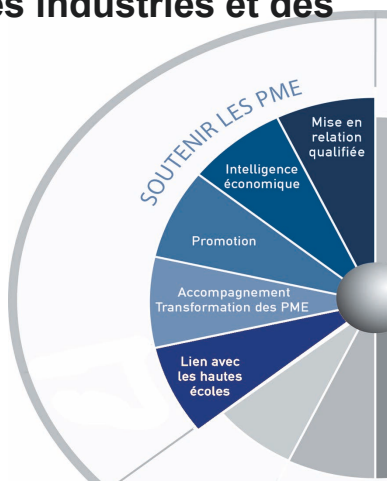 es industries et des
SOUTENIR LES PME
Mise en
relation
qualifiée
Intelligence
économique
Promotion
Accompagnement
Transformation des PME
Lien avec
les hautes
écoles